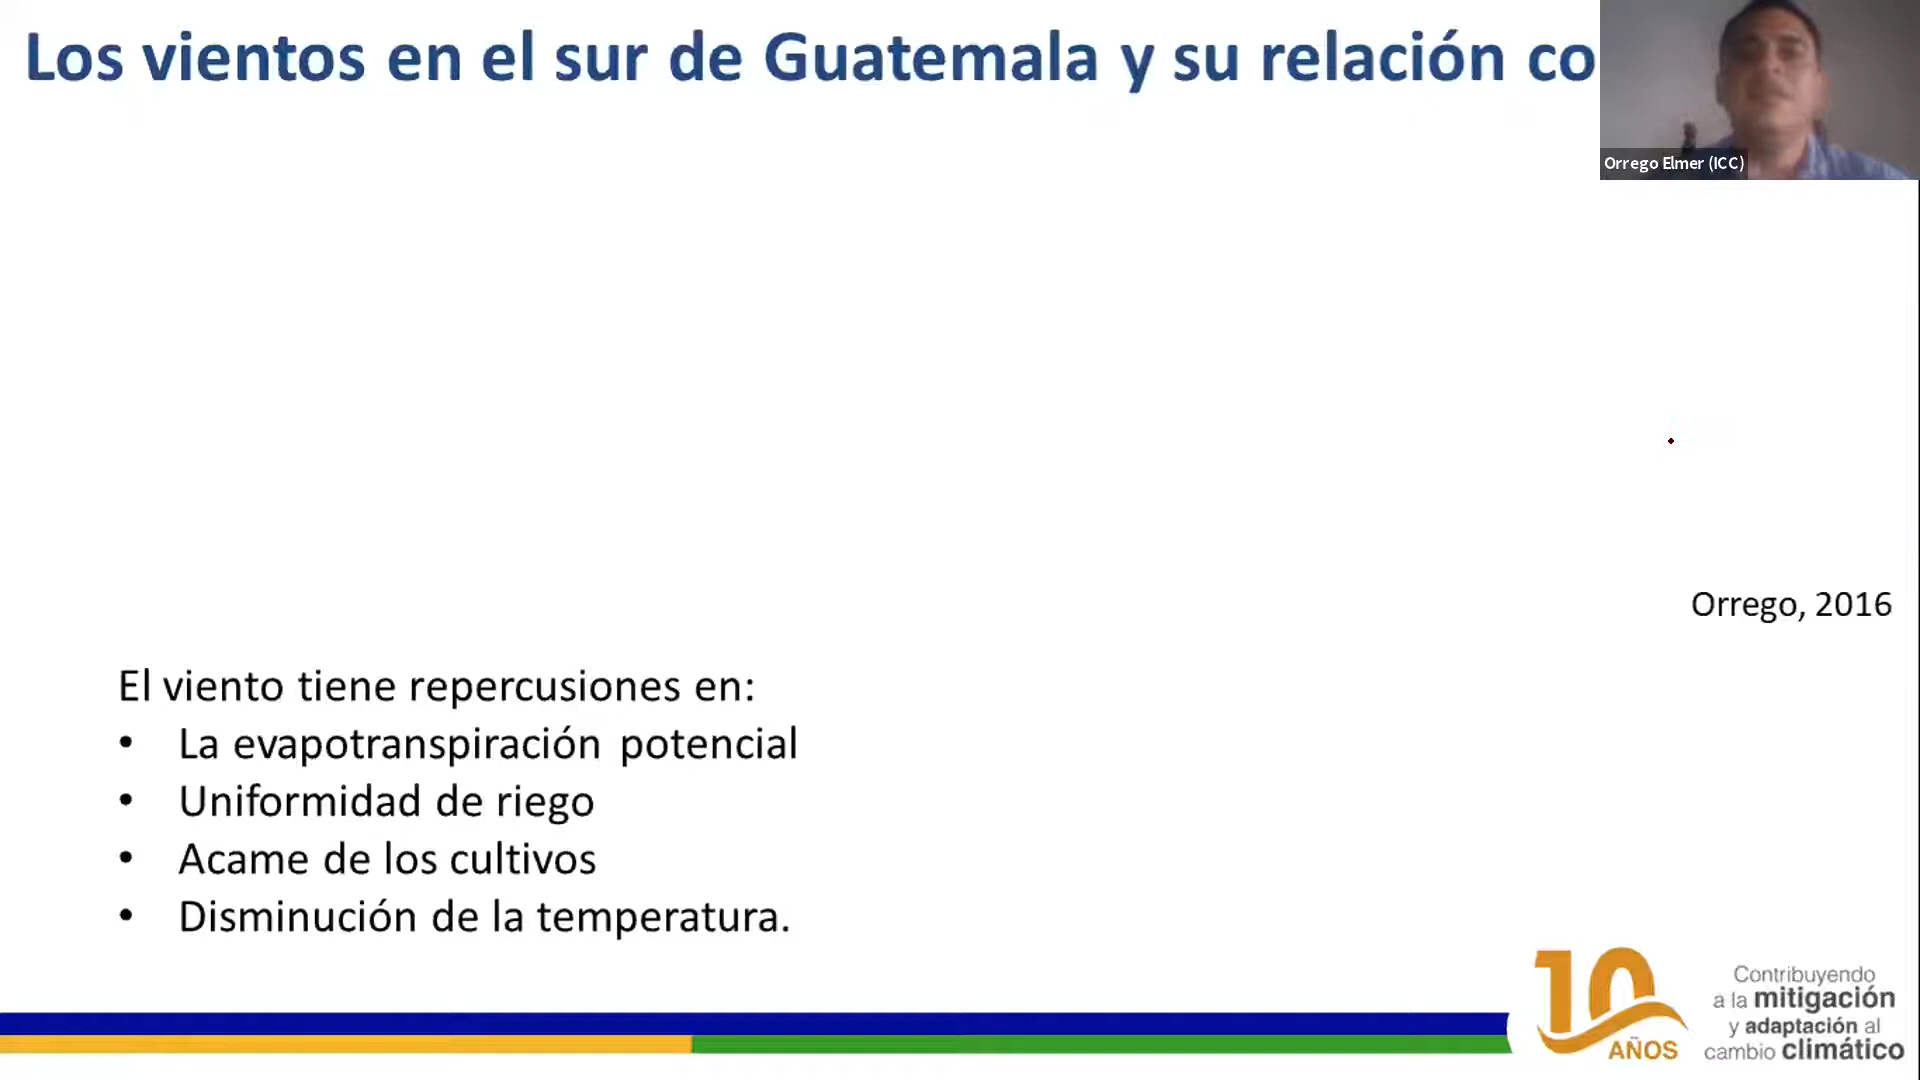 Los vientos en el sur de Guatemala y su relación co
Orrego Elmer (ICC)
Orrego, 2016
El viento tiene repercusiones en:
• La evapotranspiración potencial
• Uniformidad de riego
• Acame de los cultivos
• Disminución de la temperatura.
10
AÑOS
Contribuyendo
a la mitigación
y adaptación al
cambio climático